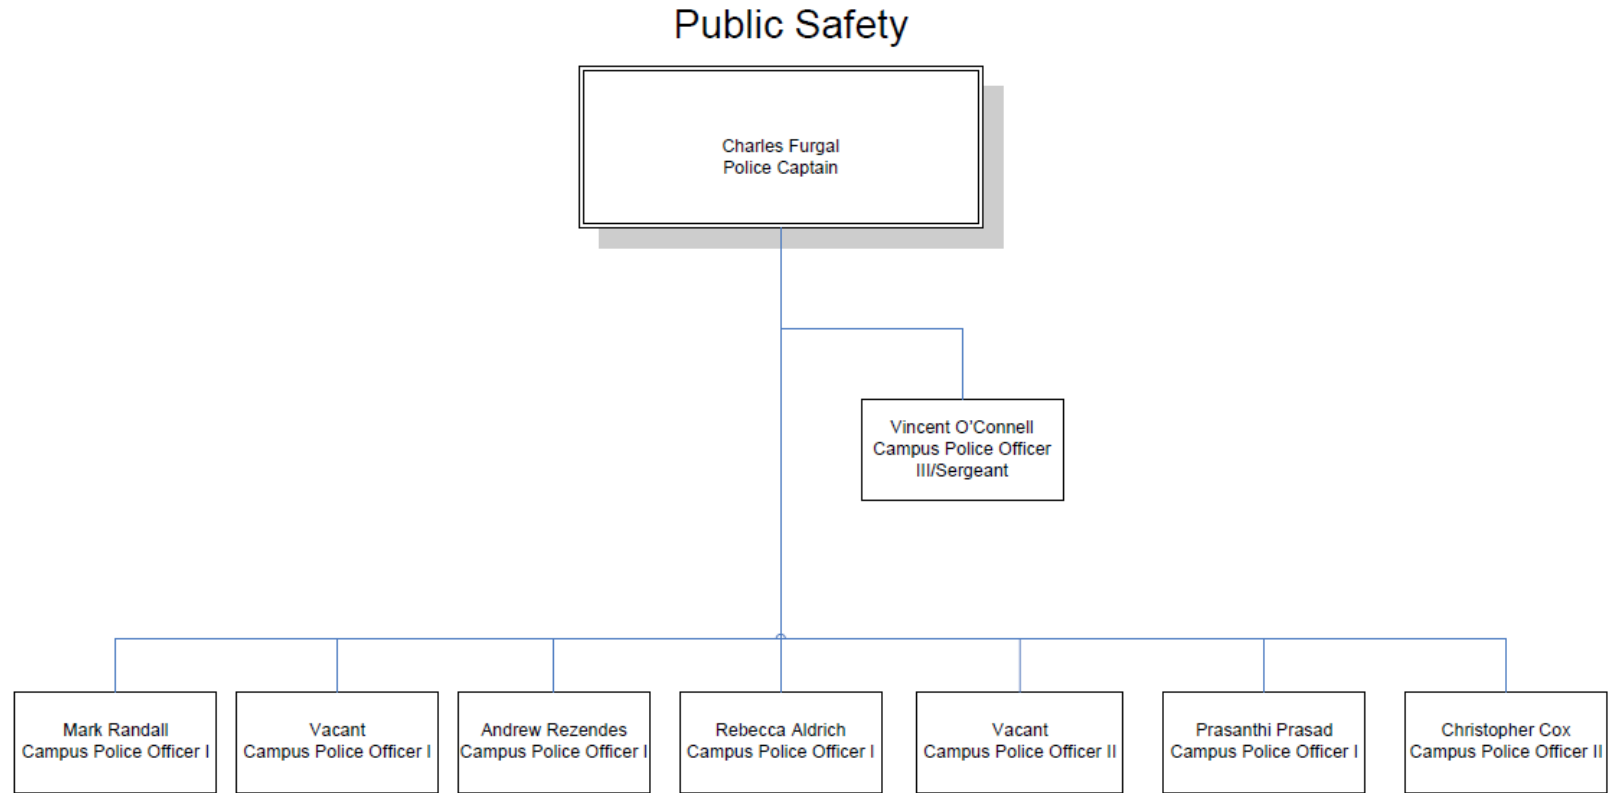 Public Safety
Charles Furgal
Police Captain
Vincent O'Connell
Campus Police Officer
III/Sergeant
Mark Randall
Campus Police Officer I
Vacant
Campus Police Officer I
Andrew Rezendes
Campus Police Officer I
Rebecca Aldrich
Campus Police Officer I
Vacant
Campus Police Officer II
Prasanthi Prasad
Campus Police Officer I
Christopher Cox
Campus Police Officer II